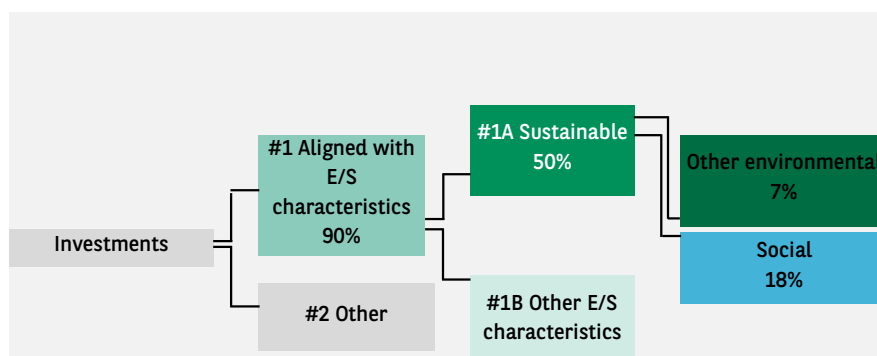 Investments
#1 Aligned with
E/S
characteristics
90%
#2 Other
#1A Sustainable
50%
#1B Other E/S
characteristics
Other environmental
7%
Social
18%